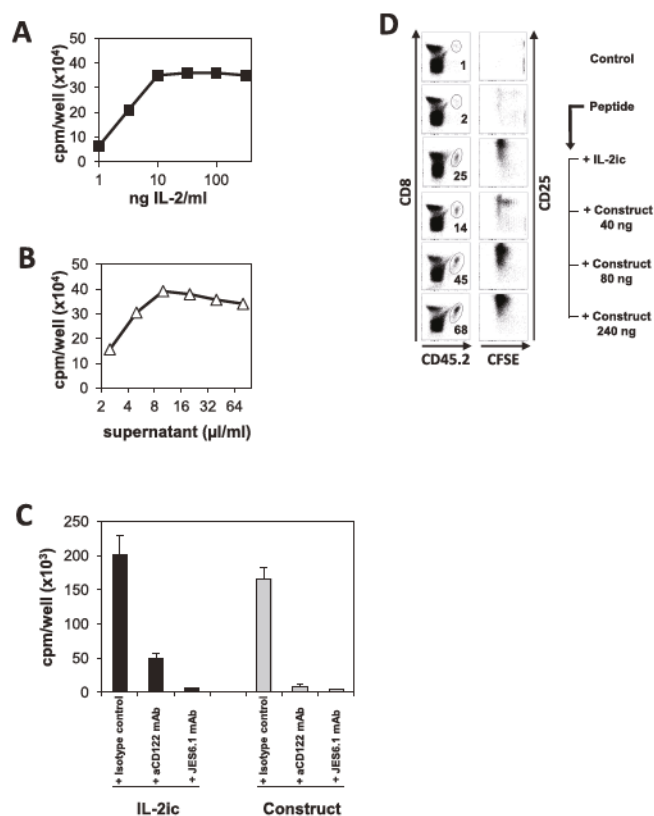 A
cpm/well (x10⁴)
50
40
30
20
10
0
1
10
100
ng IL-2/ml
B
cpm/well (x10⁴)
50
40
30
20
10
0
2
4
8
16
32
64
supernatant (µl/ml)
C
cpm/well (x10³)
250
200
150
100
50
0
+ Isotype control
+ aCD122 mAb
+ JES6.1 mAb
+ Isotype control
+ aCD122 mAb
+ JES6.1 mAb
IL-2ic
Construct
D
CD8
CD25
1
2
25
14
45
68
CD45.2
CFSE
Control
Peptide
+ IL-2ic
+ Construct
40 ng
+ Construct
80 ng
+ Construct
240 ng